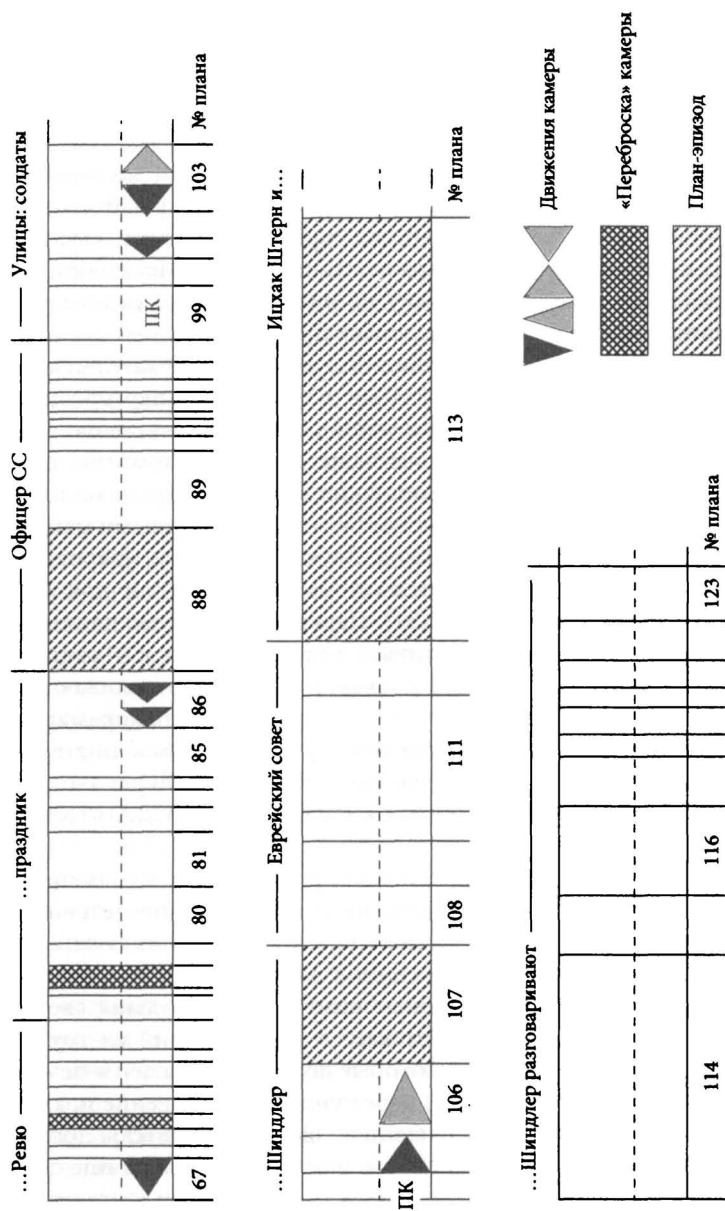 …Ревю …праздник Офицер СС Улицы: солдаты
ПК
67 80 81 85 86 88 89 99 103 № плана
Шиндлер Еврейский совет Ицхак Штерн и…
ПК
106 107 108 111 113 № плана
…Шиндлер разговаривают
114 116 123 № плана
Движения камеры
«Переброска» камеры
План-эпизод